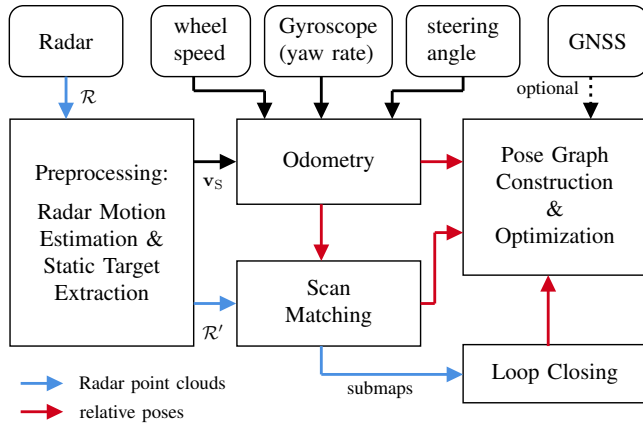 Radar
wheel
speed
Gyroscope
(yaw rate)
steering
angle
GNSS
ℛ
optional
Preprocessing:
Radar Motion
Estimation &
Static Target
Extraction
v_S
Odometry
Pose Graph
Construction
&
Optimization
ℛ′
Scan
Matching
submaps
Loop Closing
Radar point clouds
relative poses